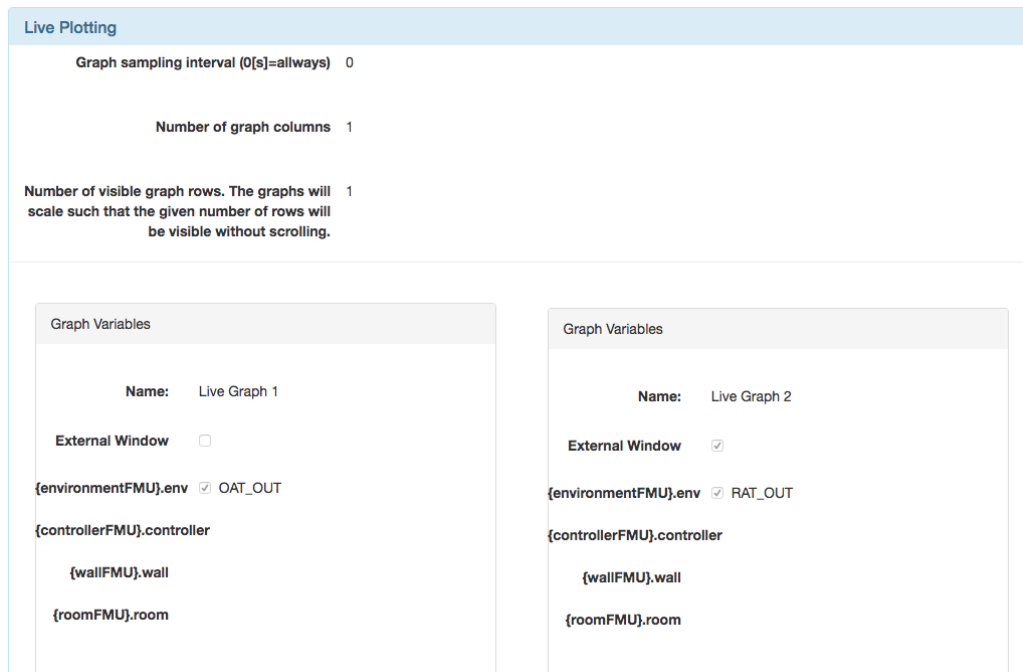 Live Plotting
Graph sampling interval (0[s]=allways) 0
Number of graph columns 1
Number of visible graph rows. The graphs will 1
scale such that the given number of rows will
be visible without scrolling.
Graph Variables
Name: Live Graph 1
External Window
{environmentFMU}.env OAT_OUT
{controllerFMU}.controller
{wallFMU}.wall
{roomFMU}.room
Graph Variables
Name: Live Graph 2
External Window
{environmentFMU}.env RAT_OUT
{controllerFMU}.controller
{wallFMU}.wall
{roomFMU}.room